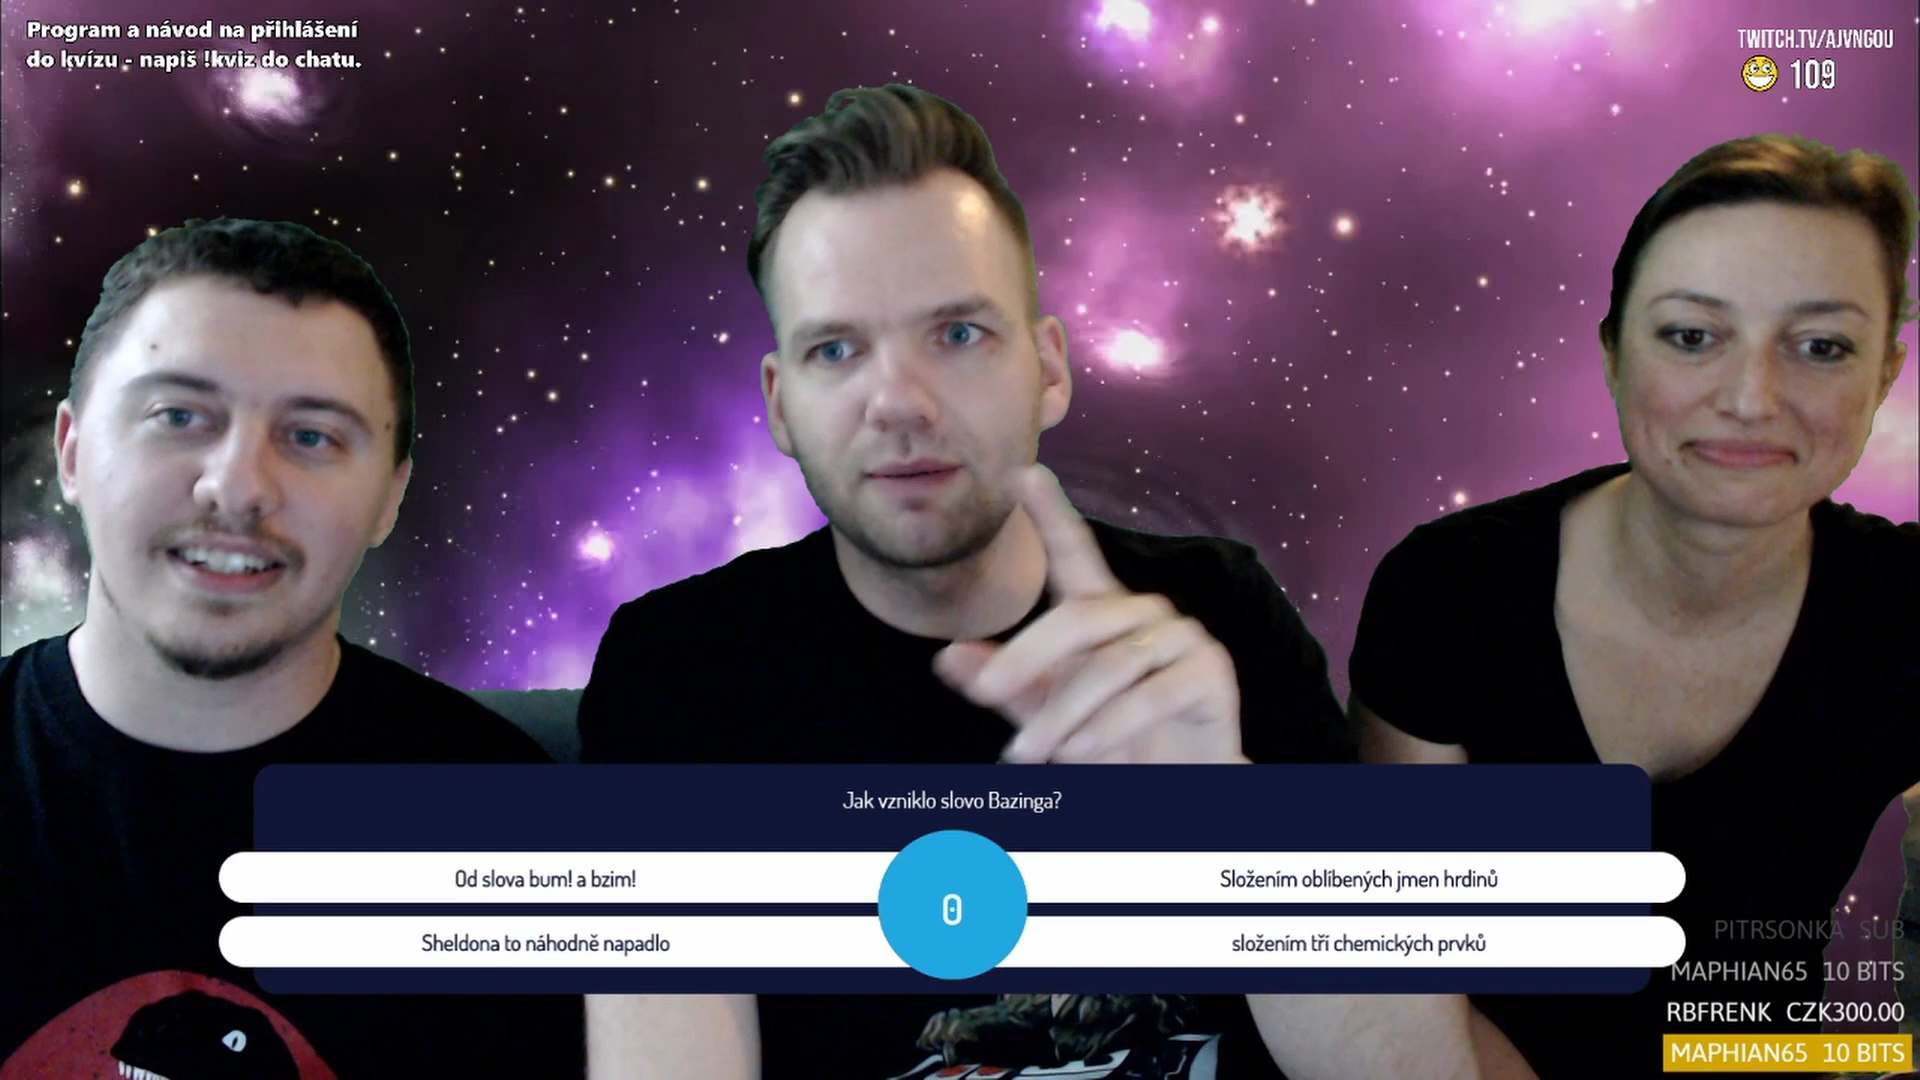 Program a návod na přihlášení
do kvízu - napiš !kviz do chatu.
TWITCH.TV/AJVNGOU
109
Jak vzniklo slovo Bazinga?
Od slova bum! a bzim!
Složením oblíbených jmen hrdinů
0
Sheldona to náhodně napadlo
složením tří chemických prvků
PITRSONKA SUB
MAPHIAN65 10 BITS
RBFRENK CZK300.00
MAPHIAN65 10 BITS